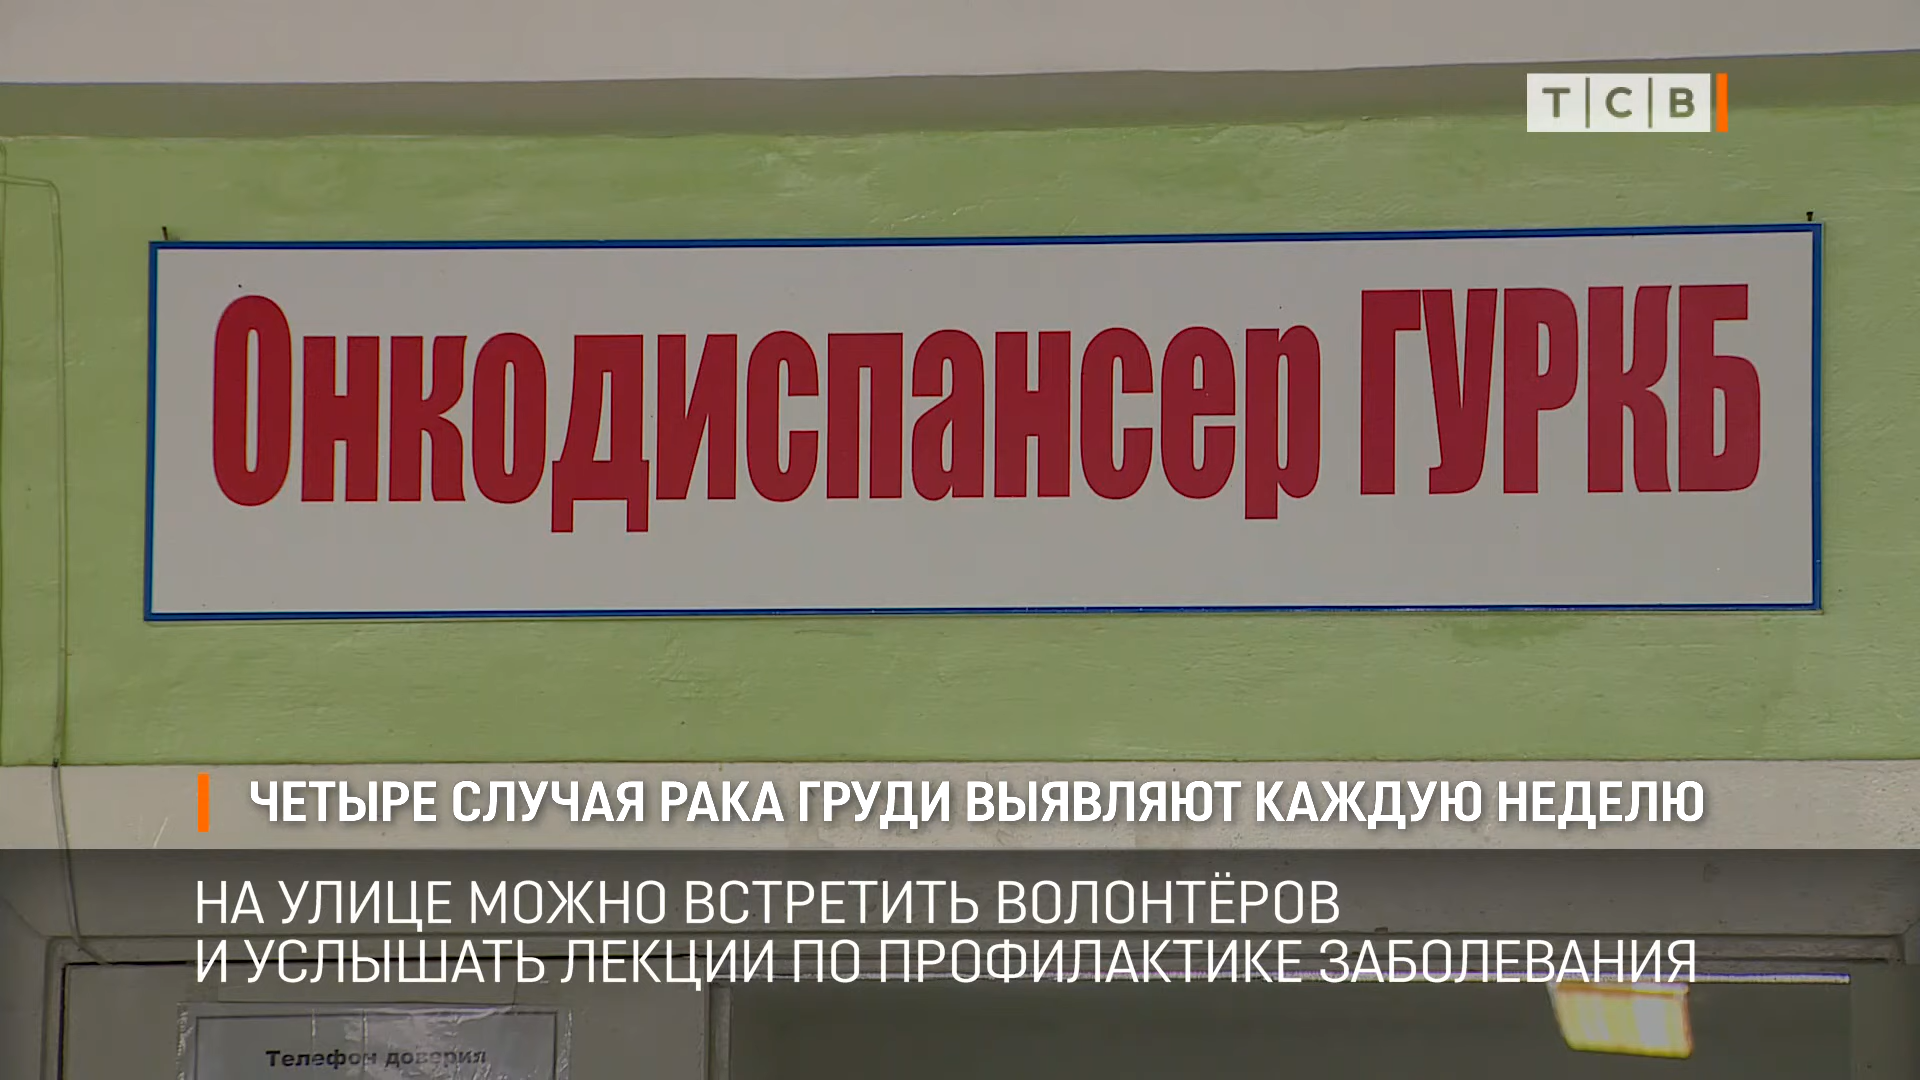 ТСВ
Онкодиспансер ГУРКБ
ЧЕТЫРЕ СЛУЧАЯ РАКА ГРУДИ ВЫЯВЛЯЮТ КАЖДУЮ НЕДЕЛЮ
НА УЛИЦЕ МОЖНО ВСТРЕТИТЬ ВОЛОНТЁРОВ
И УСЛЫШАТЬ ЛЕКЦИИ ПО ПРОФИЛАКТИКЕ ЗАБОЛЕВАНИЯ
Телефон доверия